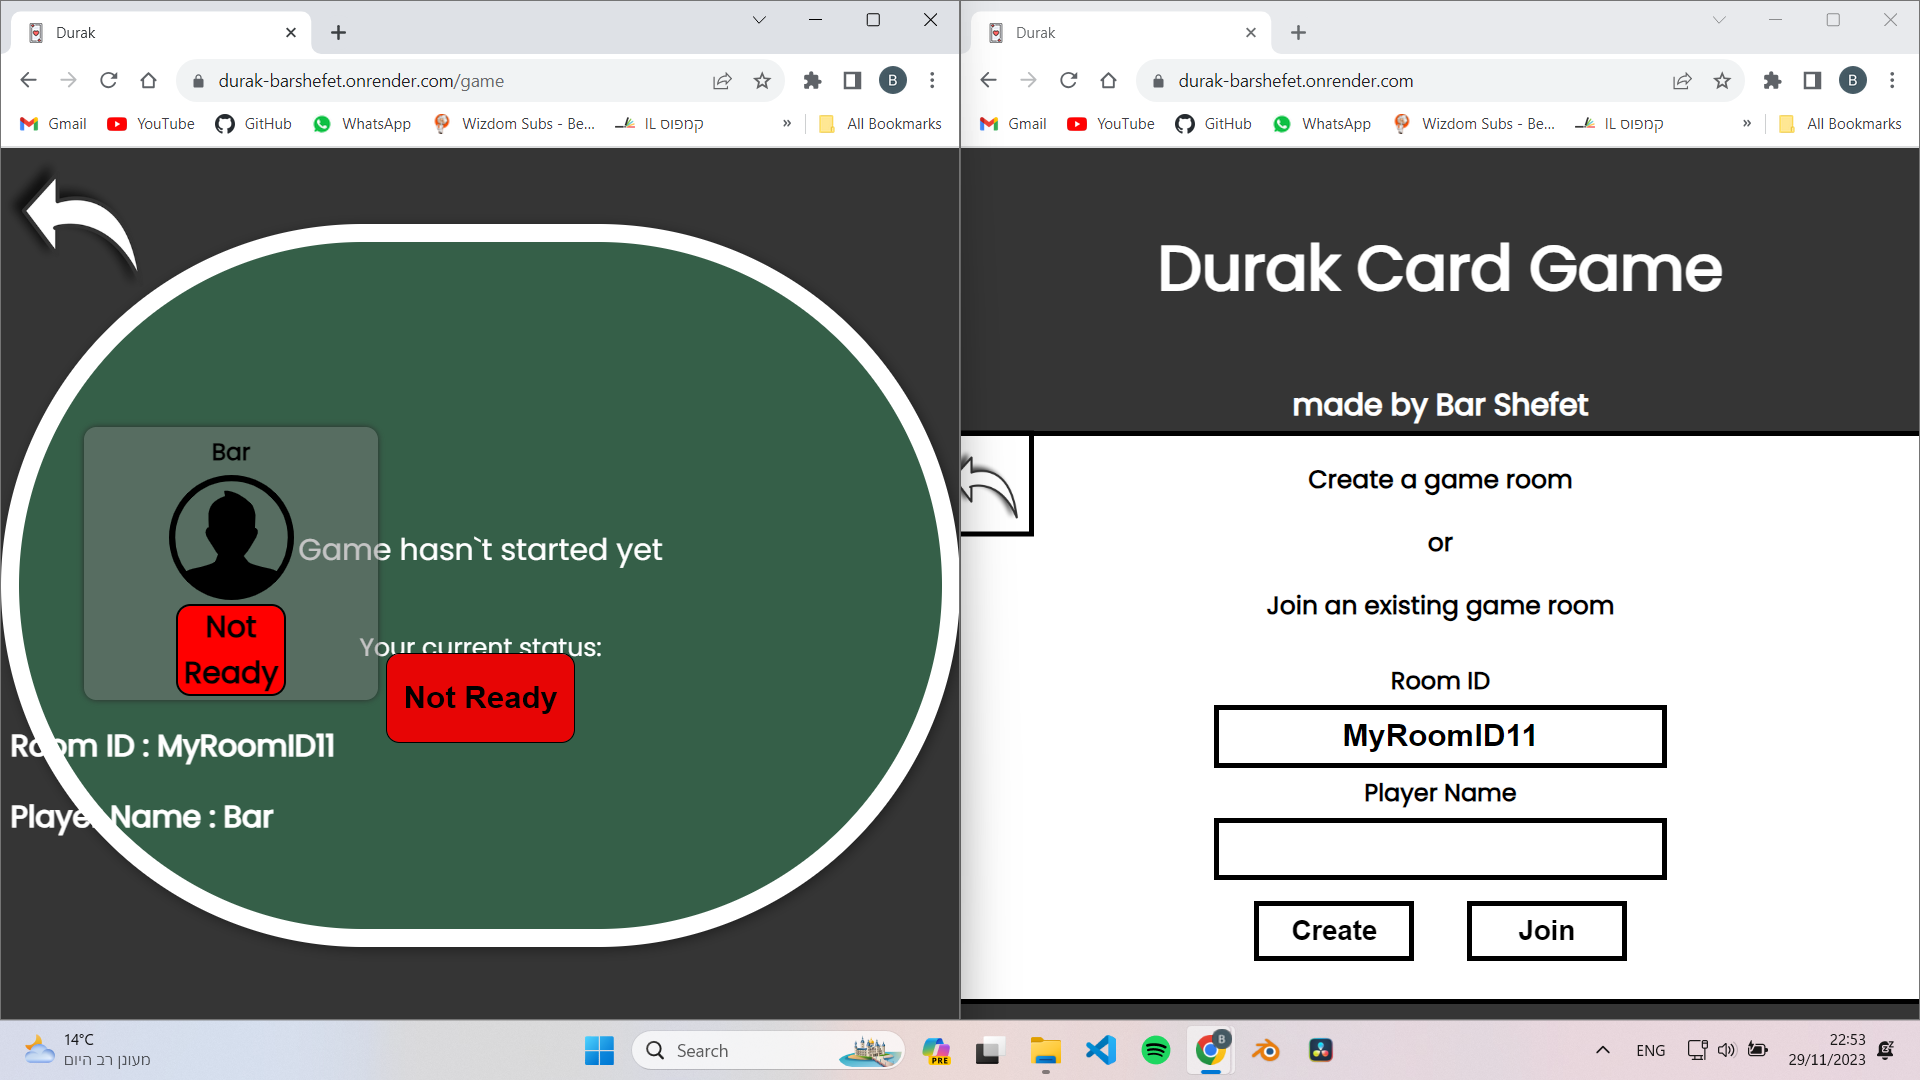 Durak
durak-barshefet.onrender.com/game
B
Gmail YouTube GitHub WhatsApp Wizdom Subs - Be... IL קמפוס » All Bookmarks
Bar
Game hasn`t started yet
Not
Ready
Your current status:
Not Ready
Room ID : MyRoomID11
Player Name : Bar
Durak
durak-barshefet.onrender.com
B
Gmail YouTube GitHub WhatsApp Wizdom Subs - Be... IL קמפוס » All Bookmarks
Durak Card Game
made by Bar Shefet
Create a game room
or
Join an existing game room
Room ID
MyRoomID11
Player Name
Create Join
14°C
מעונן רב היום
Search
PRE
B
ENG
22:53
29/11/2023